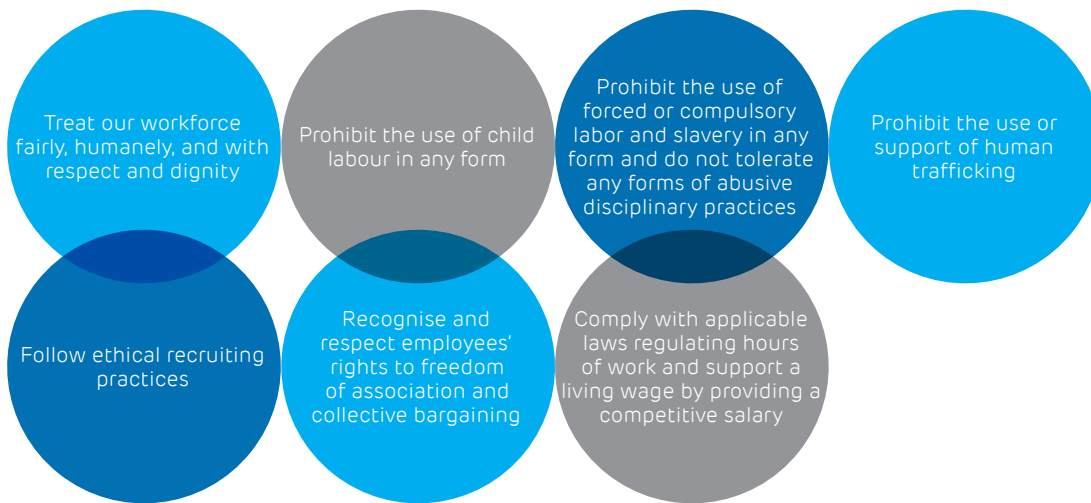 Treat our workforce
fairly, humanely, and with
respect and dignity
Prohibit the use of child
labour in any form
Prohibit the use of
forced or compulsory
labor and slavery in any
form and do not tolerate
any forms of abusive
disciplinary practices
Prohibit the use or
support of human
trafficking
Follow ethical recruiting
practices
Recognise and
respect employees’
rights to freedom
of association and
collective bargaining
Comply with applicable
laws regulating hours
of work and support a
living wage by providing a
competitive salary